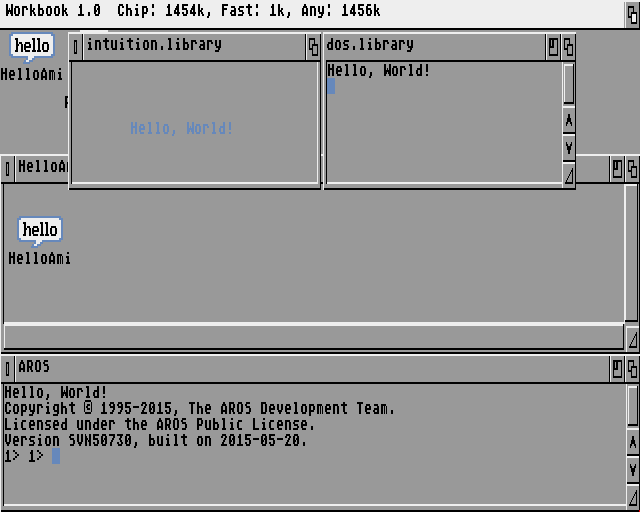 Workbook 1.0  Chip: 1454k, Fast: 1k, Any: 1456k
hello
HelloAmi
intuition.library
Hello, World!
dos.library
Hello, World!
hello
HelloAmi
AROS
Hello, World!
Copyright © 1995-2015, The AROS Development Team.
Licensed under the AROS Public License.
Version SVN50730, built on 2015-05-20.
1> 1>